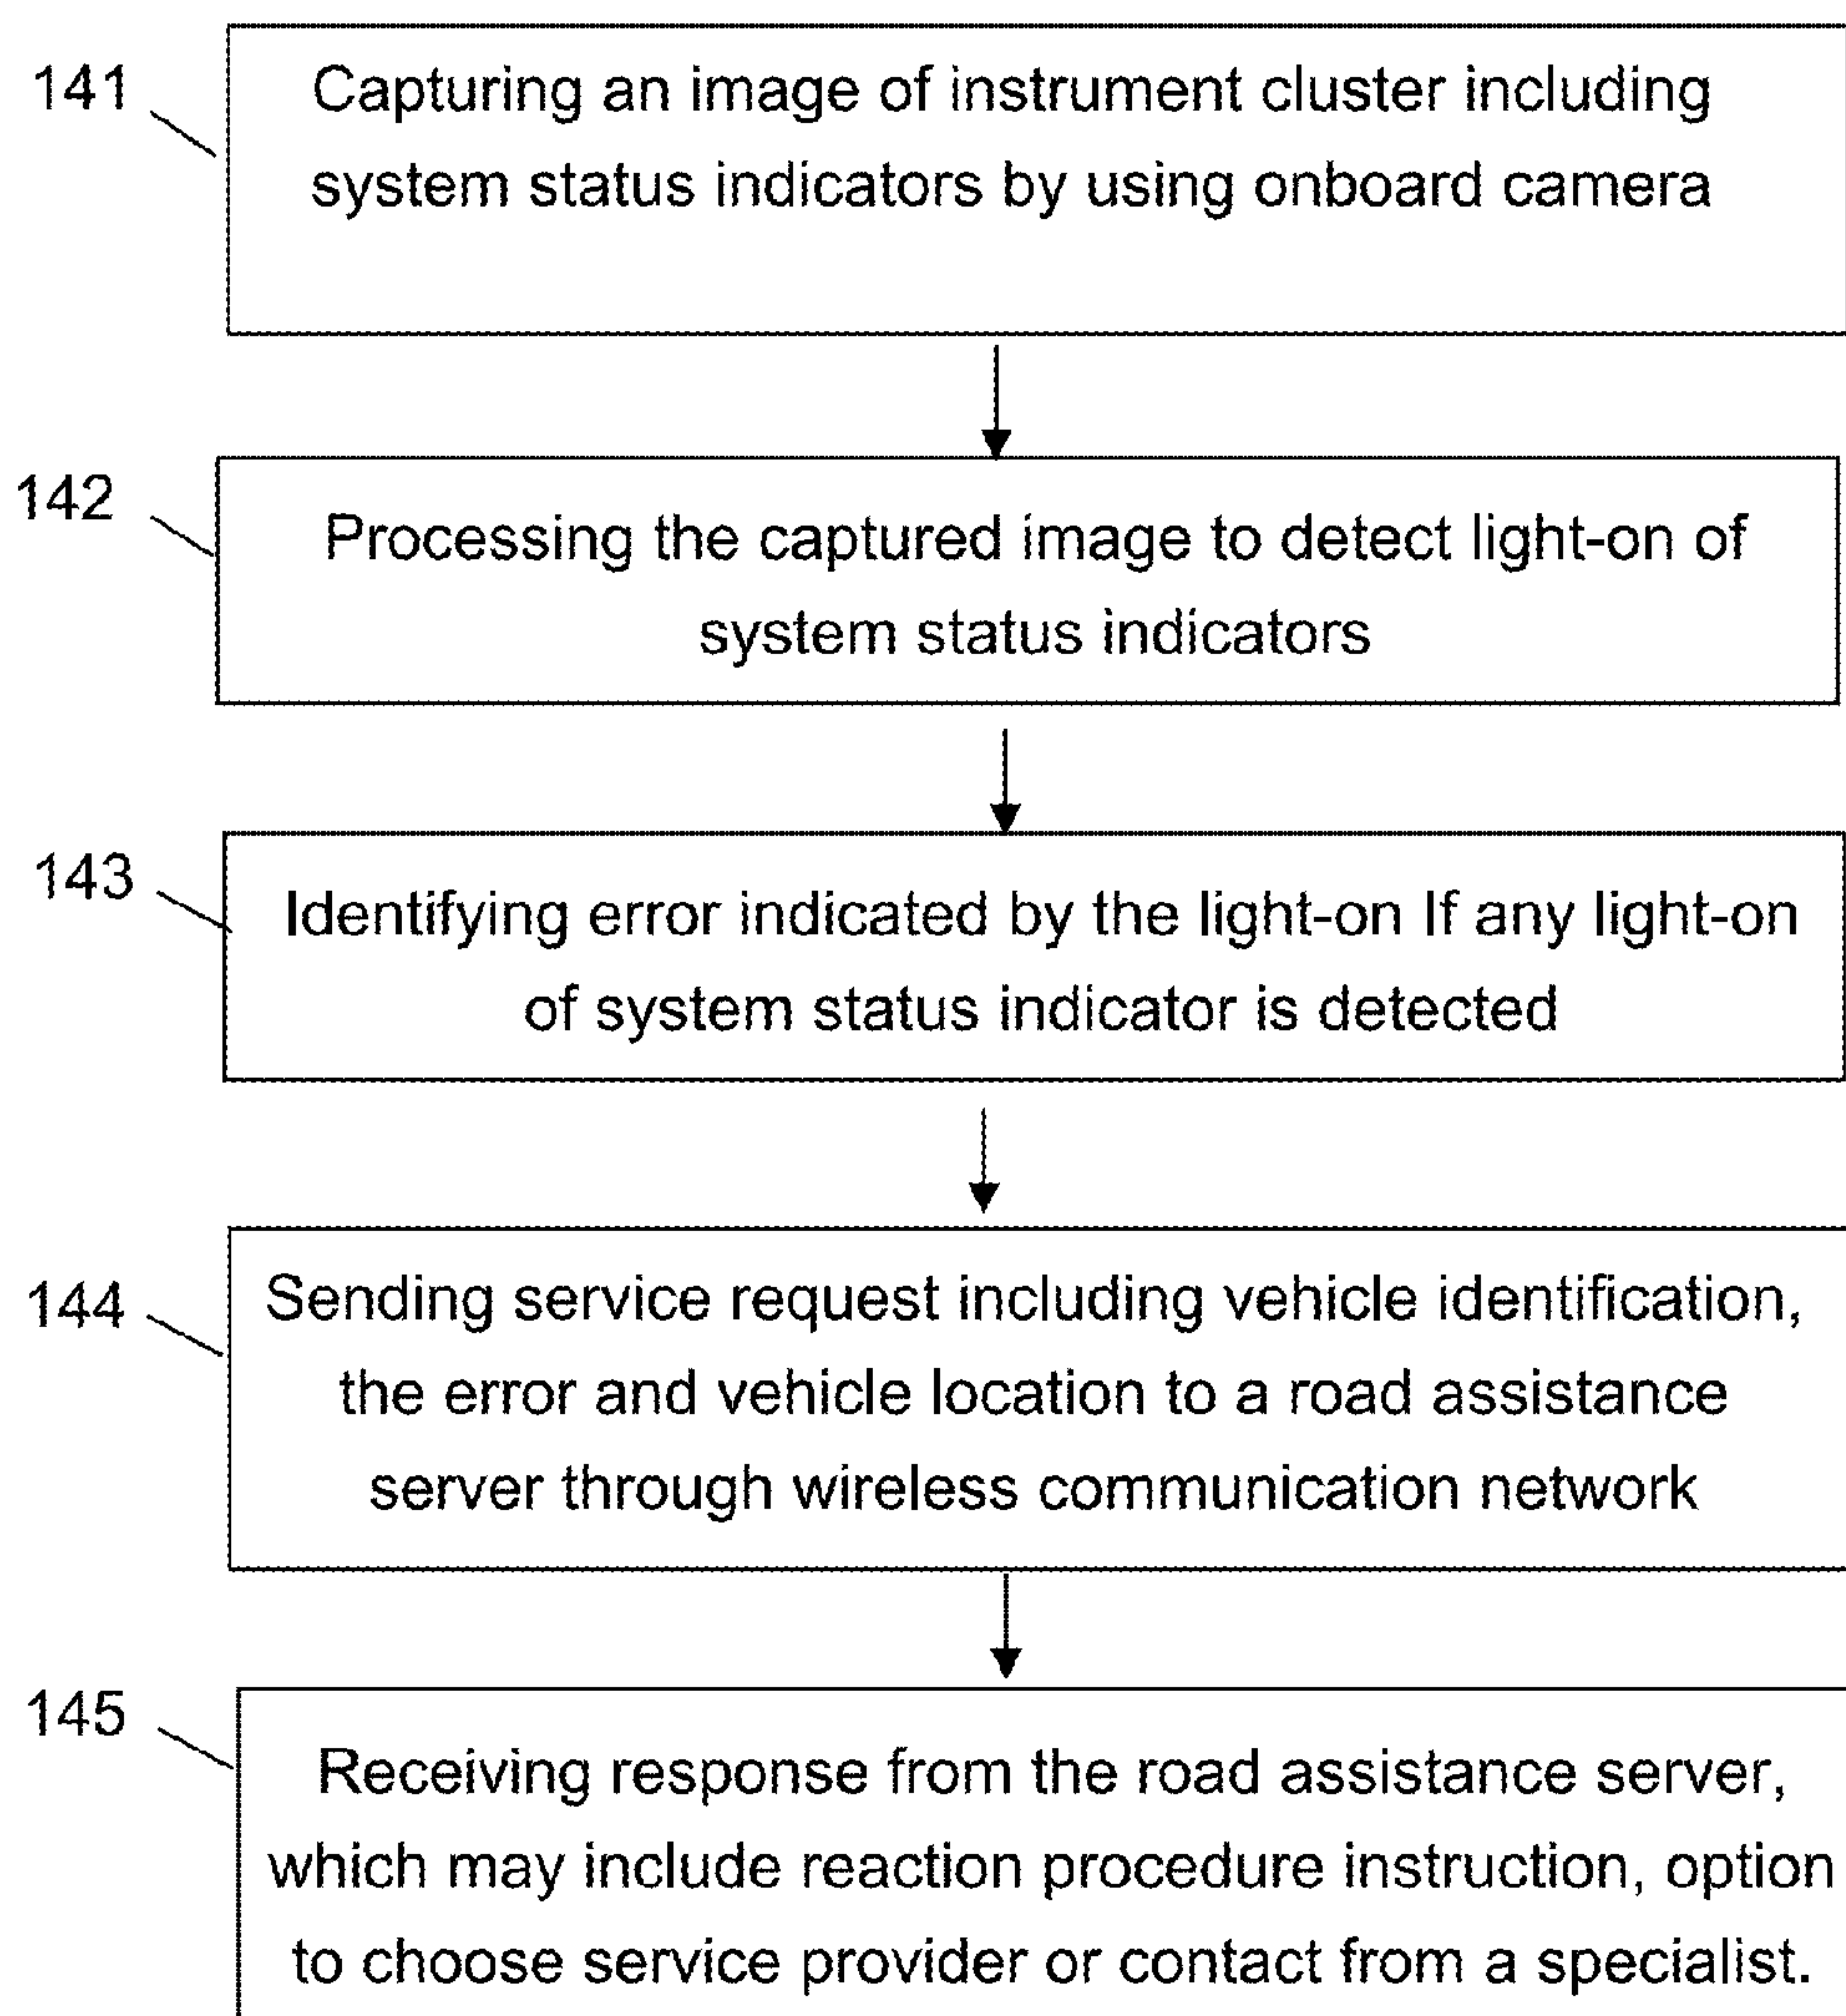 141
Capturing an image of instrument cluster including
system status indicators by using onboard camera
142
Processing the captured image to detect light-on of
system status indicators
143
Identifying error indicated by the light-on If any light-on
of system status indicator is detected
144
Sending service request including vehicle identification,
the error and vehicle location to a road assistance
server through wireless communication network
145
Receiving response from the road assistance server,
which may include reaction procedure instruction, option
to choose service provider or contact from a specialist.